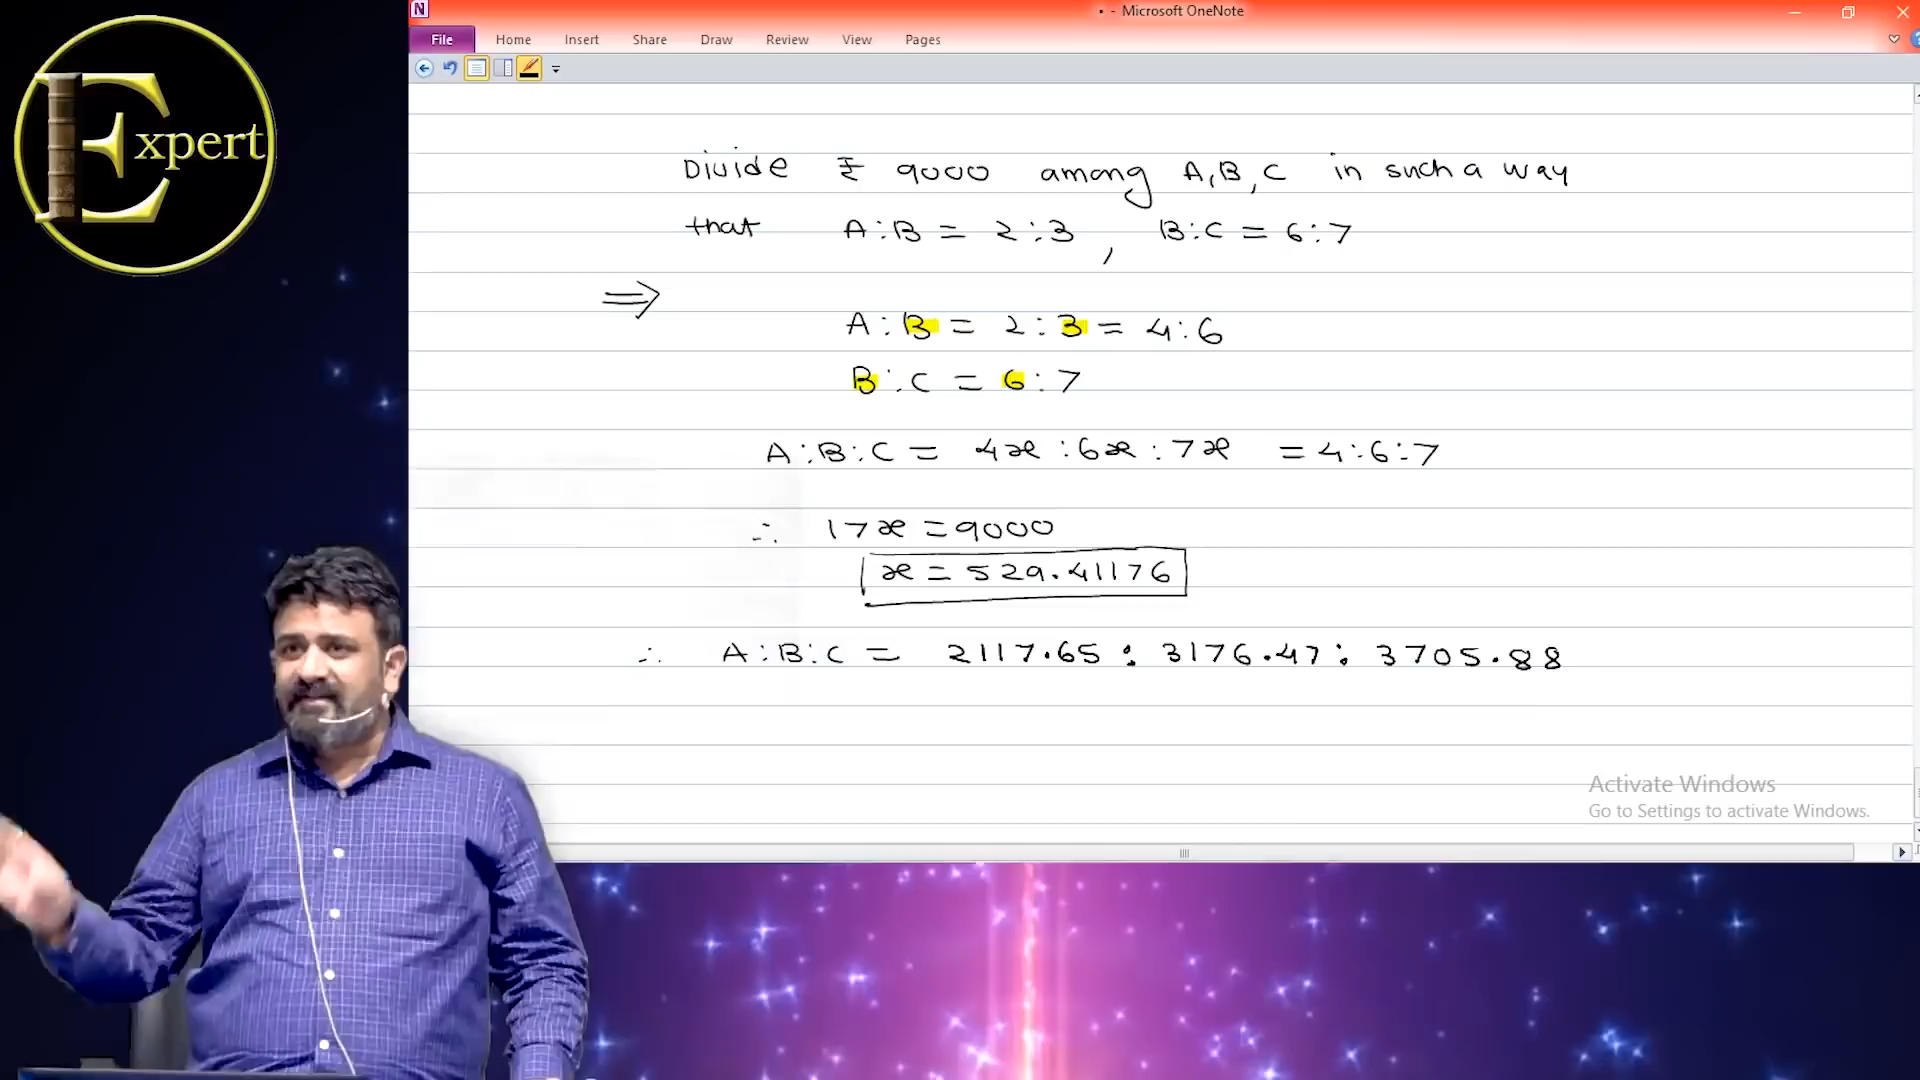 Expert
Microsoft OneNote
File Home Insert Share Draw Review View Pages
Divide ₹ 9000 among A, B, C in such a way
that A:B = 2:3, B:C = 6:7
⇒
A:B = 2:3 = 4:6
B:C = 6:7
A:B:C = 4x:6x:7x = 4:6:7
∴ 17x = 9000
x = 529.41176
∴ A:B:C = 2117.65 : 3176.47 : 3705.88
Activate Windows
Go to Settings to activate Windows.